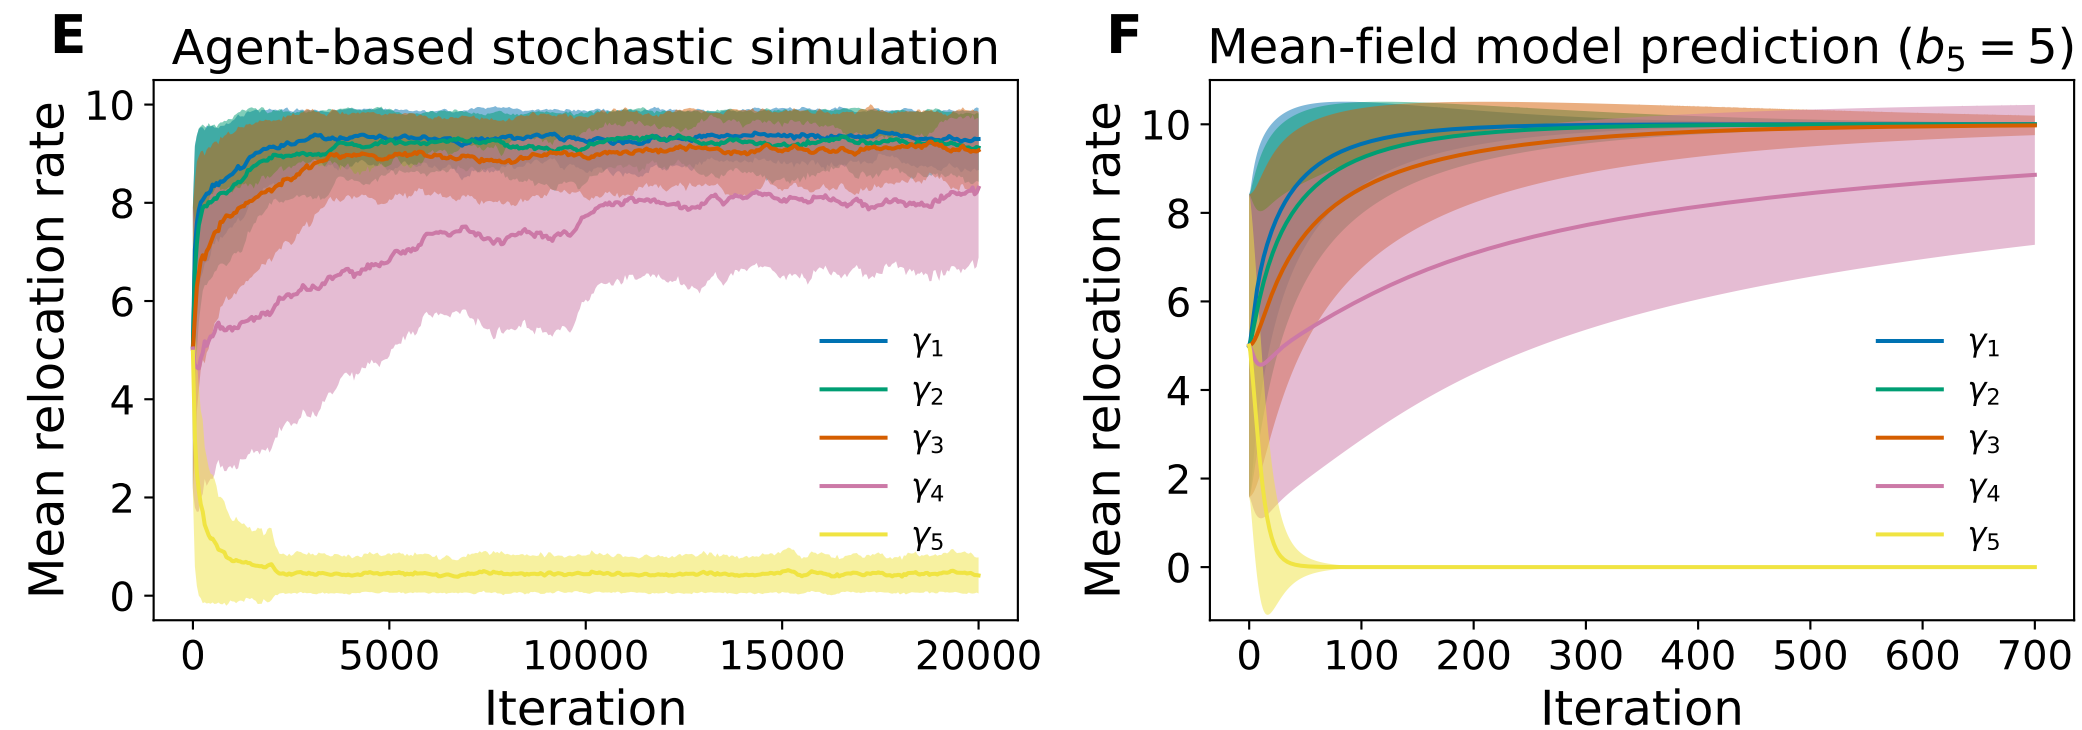 E
Agent-based stochastic simulation
Mean relocation rate
10
8
6
4
2
0
γ1
γ2
γ3
γ4
γ5
0 5000 10000 15000 20000
Iteration
F
Mean-field model prediction (b5 = 5)
Mean relocation rate
10
8
6
4
2
0
γ1
γ2
γ3
γ4
γ5
0 100 200 300 400 500 600 700
Iteration